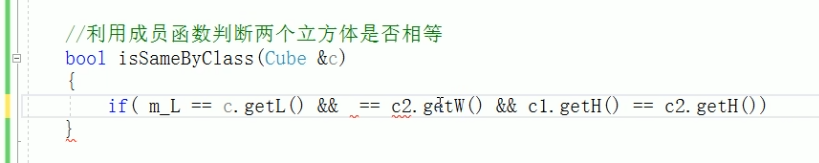 //利用成员函数判断两个立方体是否相等
bool isSameByClass(Cube &c)
{
if( m_L == c.getL() && == c2.getW() && c1.getH() == c2.getH())
}